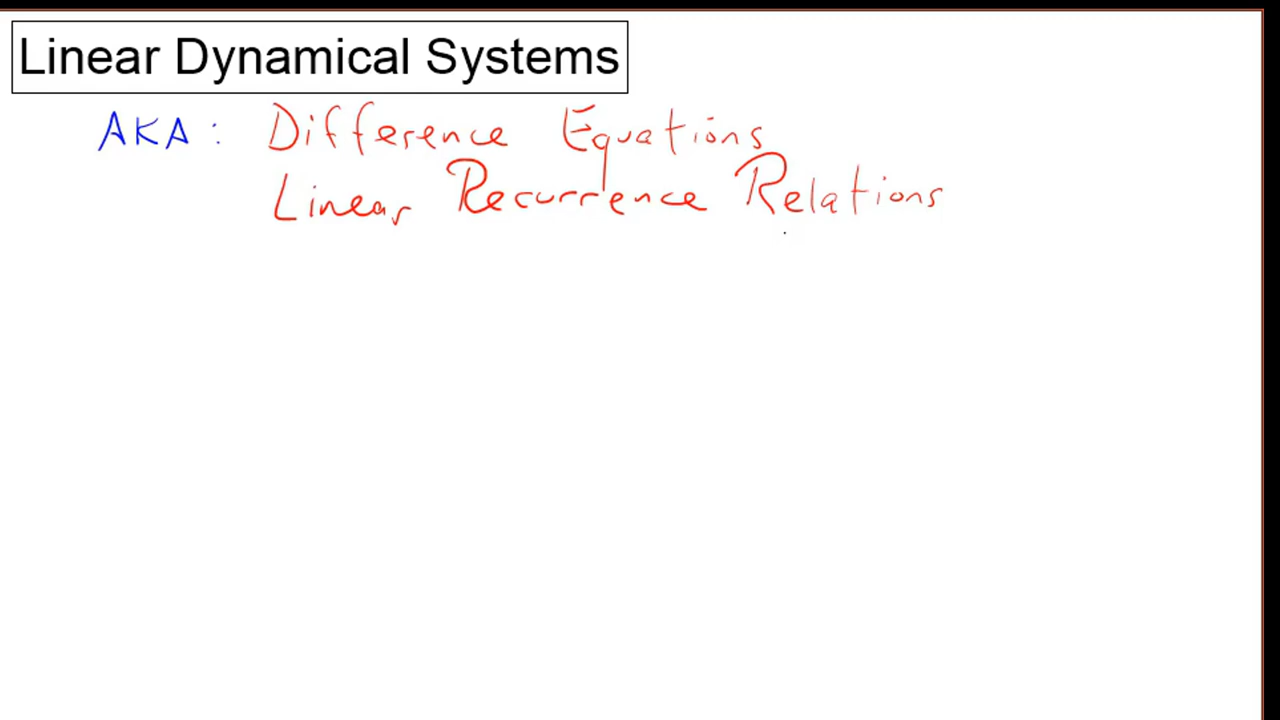 Linear Dynamical Systems
AKA: Difference Equations
Linear Recurrence Relations